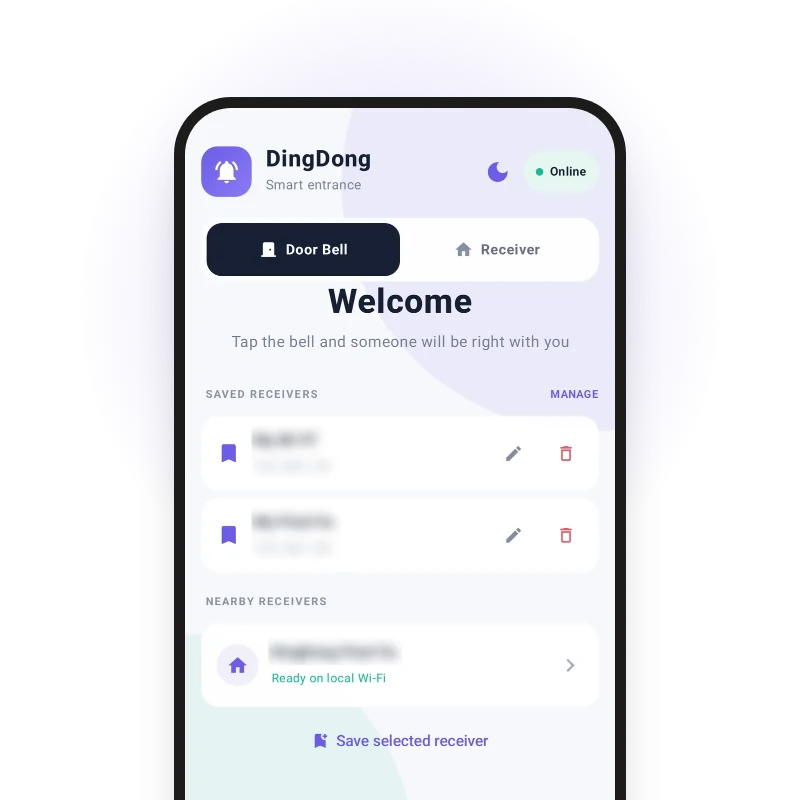 DingDong
Smart entrance
Online
Door Bell
Receiver
Welcome
Tap the bell and someone will be right with you
SAVED RECEIVERS
MANAGE
NEARBY RECEIVERS
Ready on local Wi-Fi
Save selected receiver